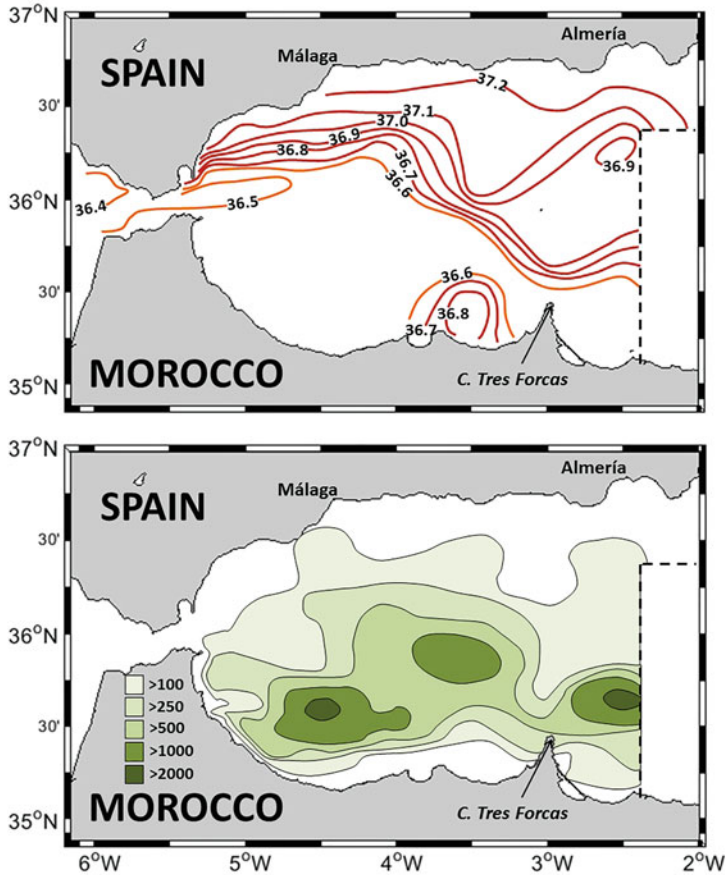 37°N
Almería
Málaga
SPAIN
37.2
30'
37.1
37.0
36.9
36.8
36.7
36.9
36.6
36°N
36.4
36.5
30'
36.6
36.8
36.7
MOROCCO
C. Tres Forcas
35°N
37°N
Almería
Málaga
SPAIN
30'
36°N
>100
>250
30'
>500
>1000
>2000
MOROCCO
C. Tres Forcas
35°N
6°W 5°W 4°W 3°W 2°W